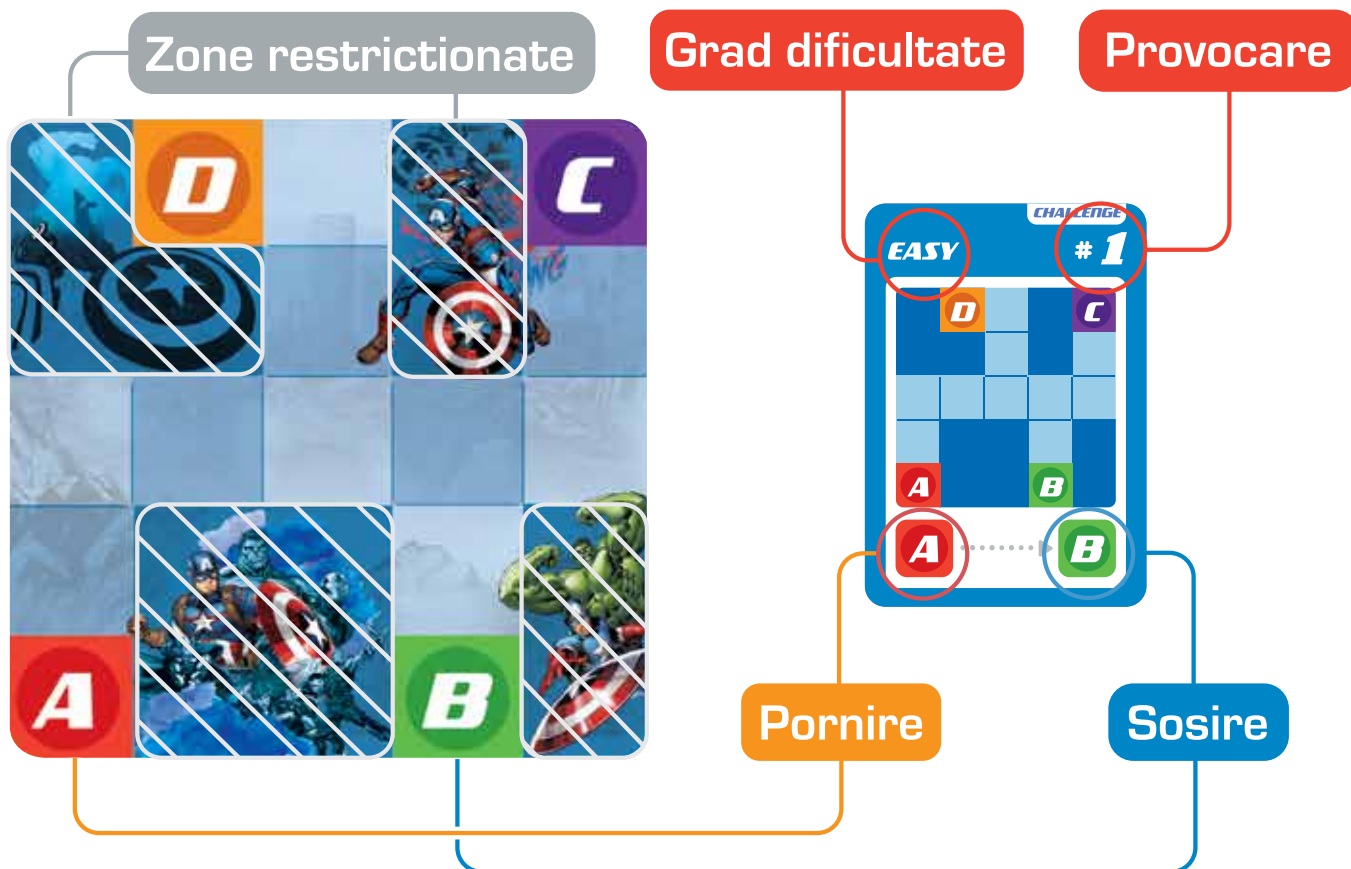 Zone restrictionate
Grad dificultate
Provocare
D
C
A
B
CHALLENGE
EASY
#1
D
C
A
B
A
B
Pornire
Sosire